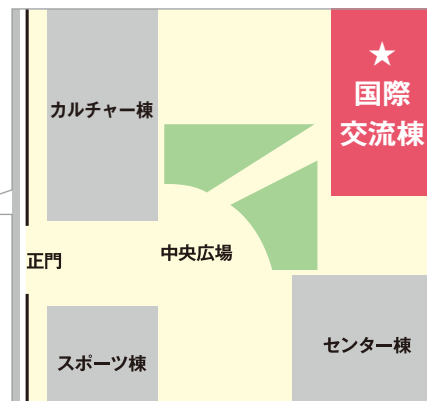 ★
国際
交流棟
カルチャー棟
正門
中央広場
センター棟
スポーツ棟